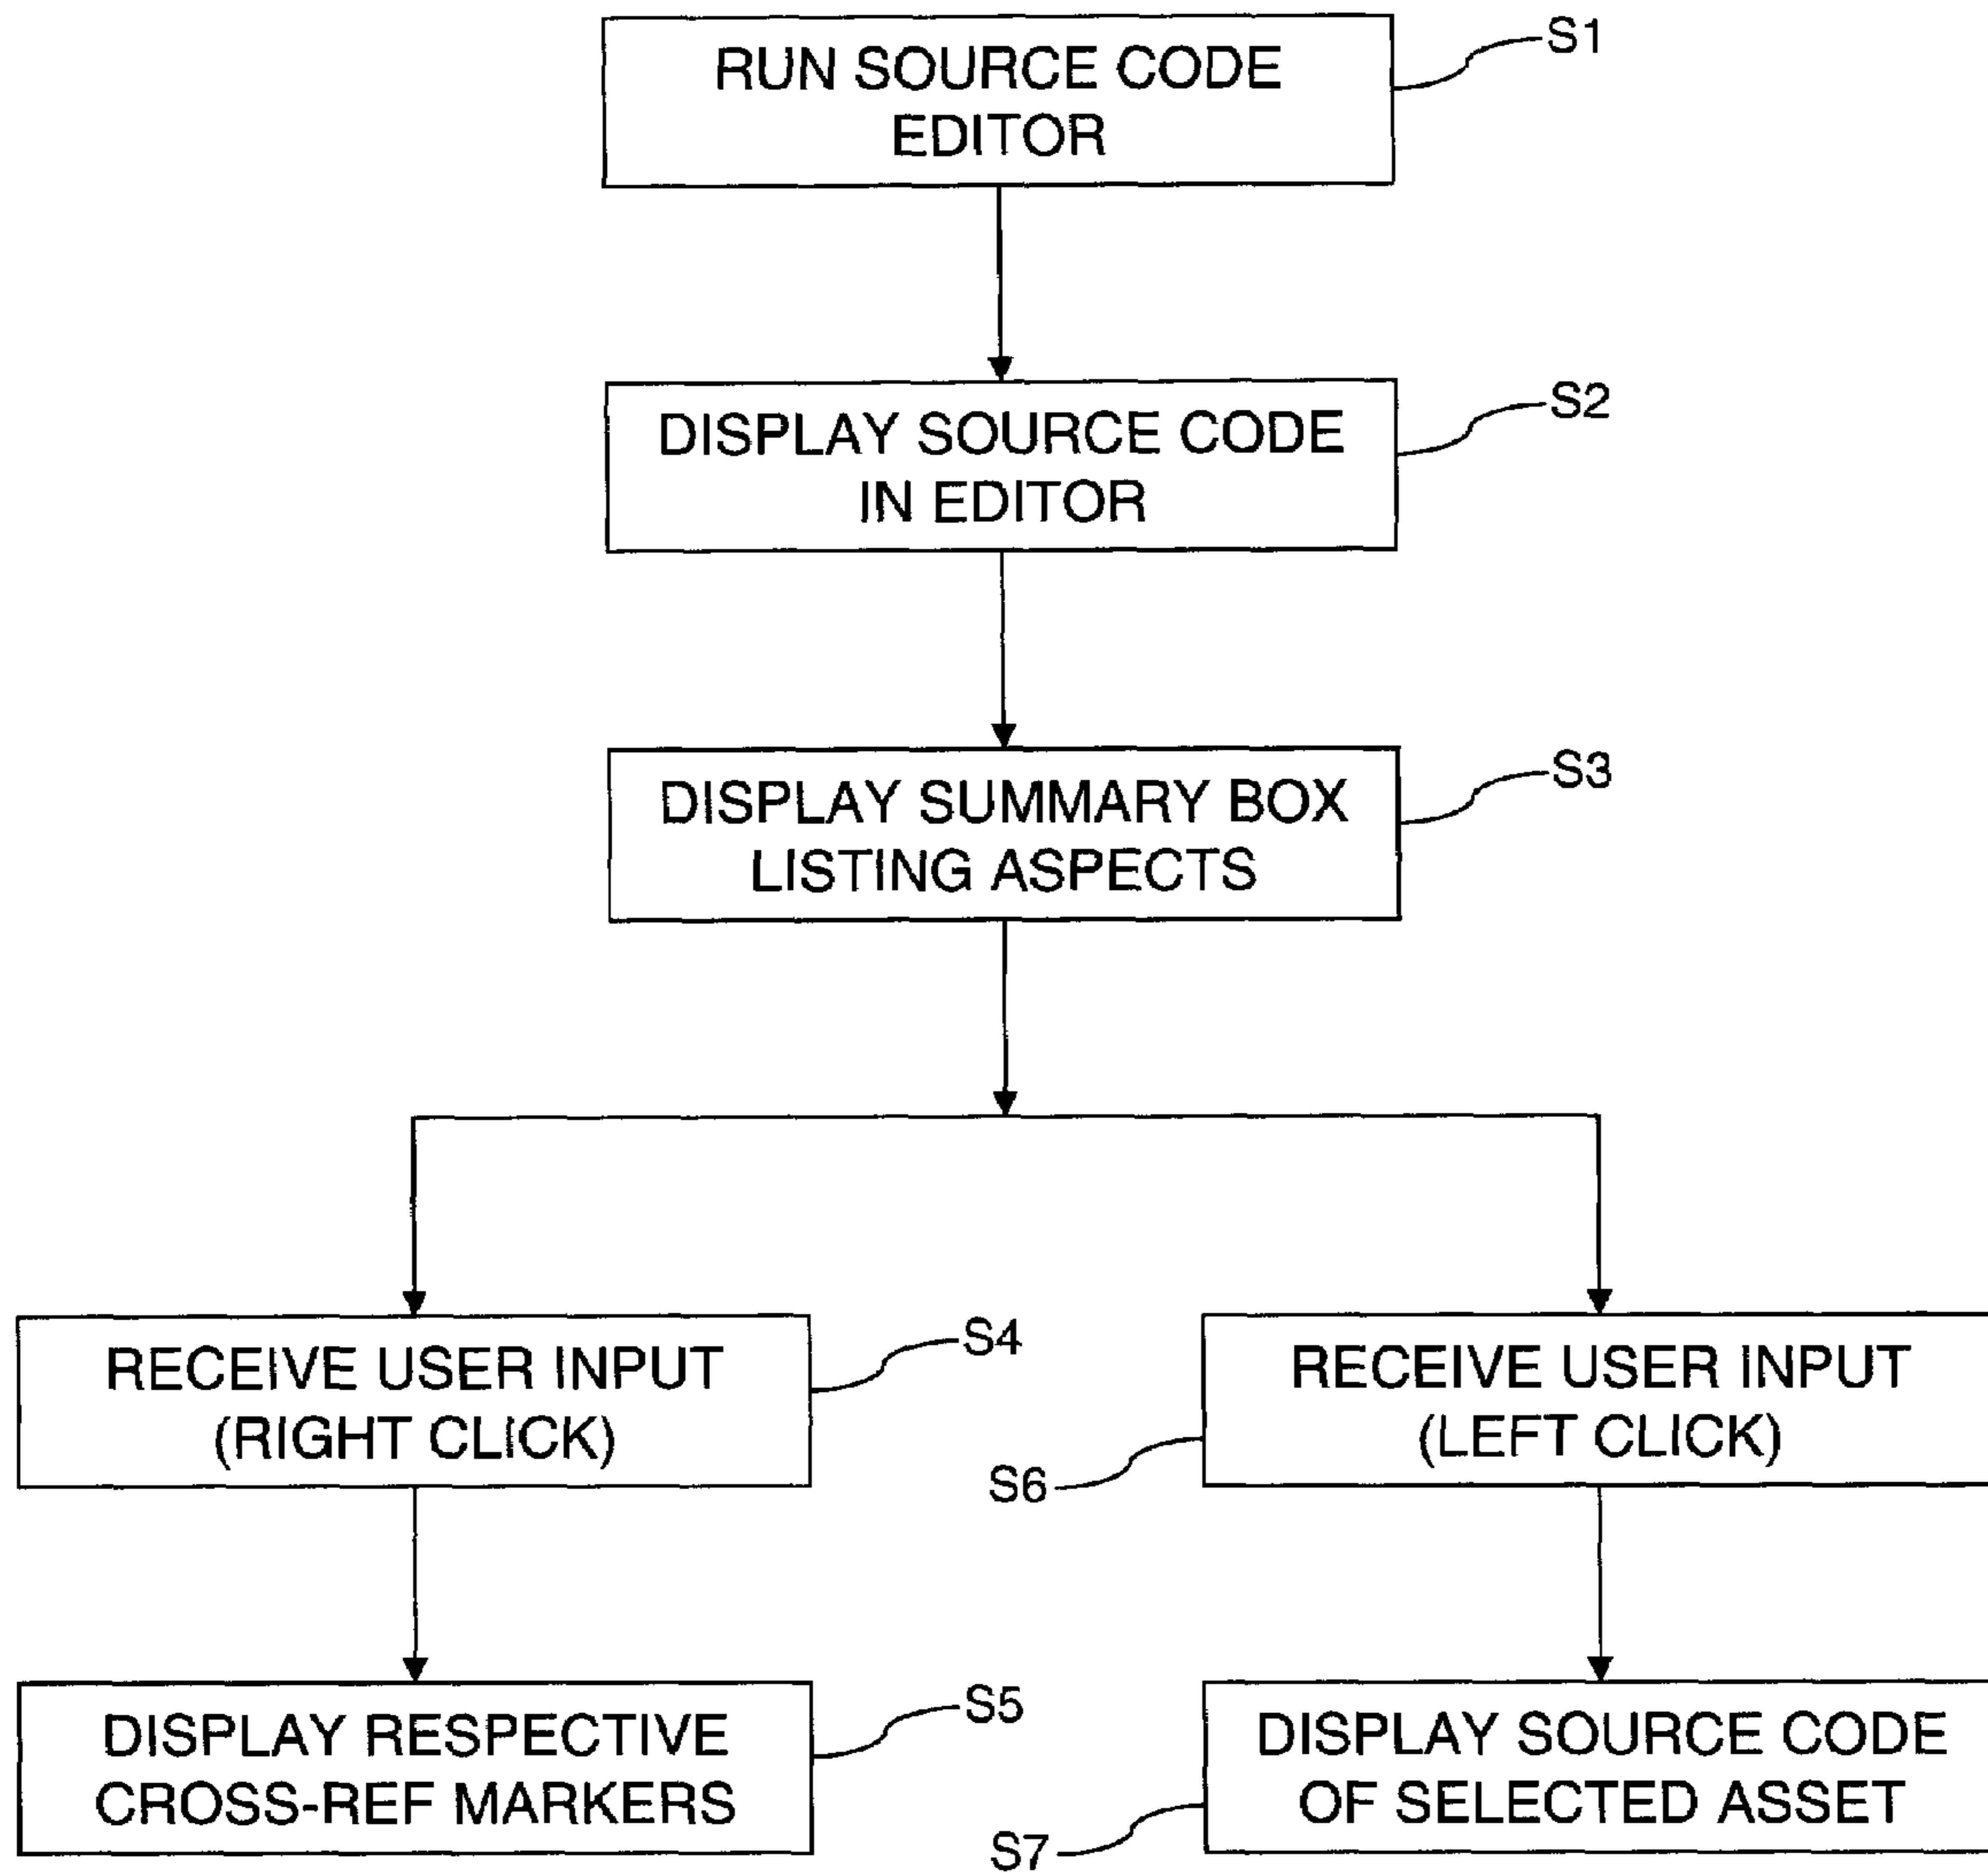 RUN SOURCE CODE
EDITOR
S1
DISPLAY SOURCE CODE
IN EDITOR
S2
DISPLAY SUMMARY BOX
LISTING ASPECTS
S3
RECEIVE USER INPUT
(RIGHT CLICK)
S4
RECEIVE USER INPUT
(LEFT CLICK)
S6
DISPLAY RESPECTIVE
CROSS-REF MARKERS
S5
DISPLAY SOURCE CODE
OF SELECTED ASSET
S7